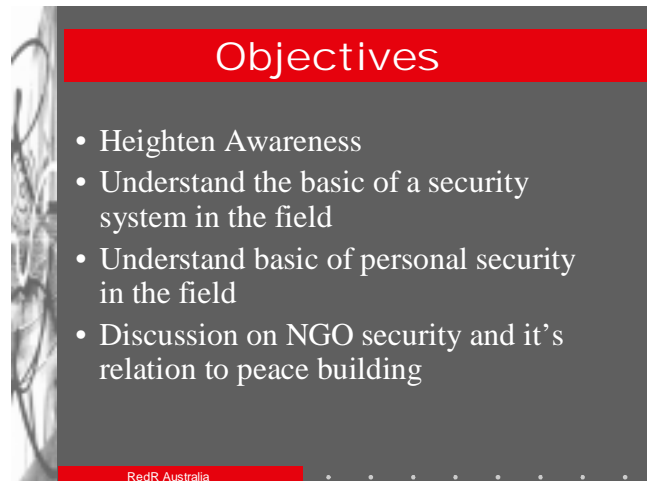 Objectives
• Heighten Awareness
• Understand the basic of a security
system in the field
• Understand basic of personal security
in the field
• Discussion on NGO security and it's
relation to peace building
RedR Australia